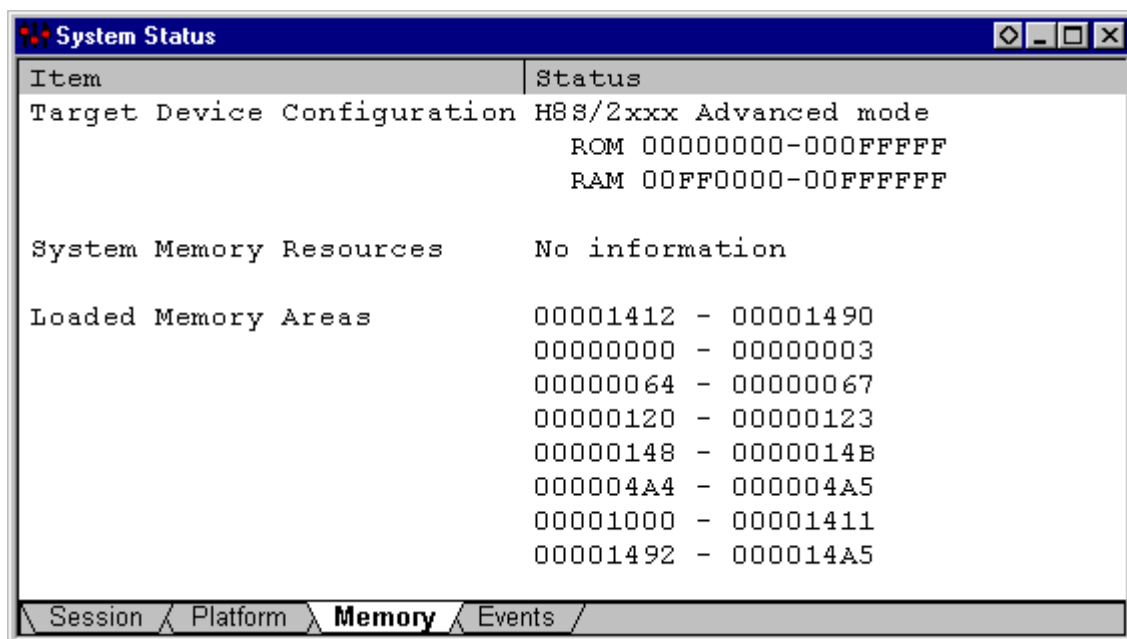 System Status
Item Status
Target Device Configuration H8S/2xxx Advanced mode
ROM 00000000-000FFFFF
RAM 00FF0000-00FFFFFF
System Memory Resources No information
Loaded Memory Areas 00001412 - 00001490
00000000 - 00000003
00000064 - 00000067
00000120 - 00000123
00000148 - 0000014B
000004A4 - 000004A5
00001000 - 00001411
00001492 - 000014A5
Session Platform Memory Events